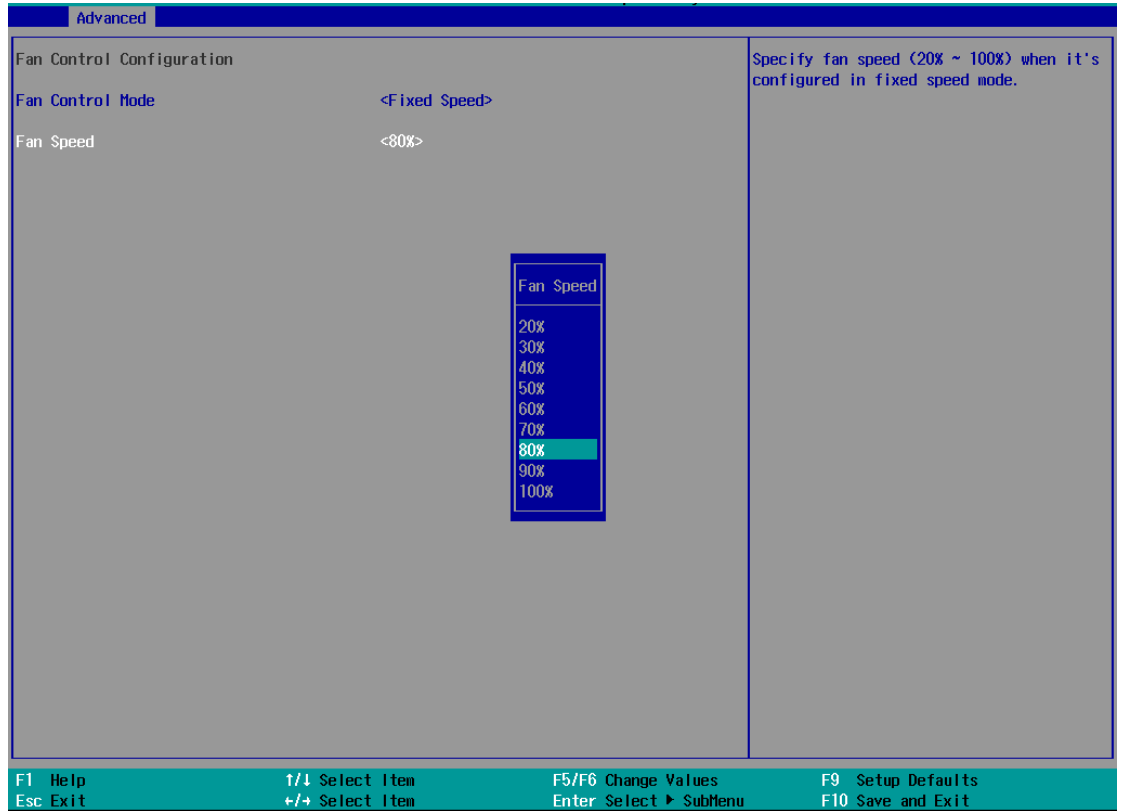 Advanced
Fan Control Configuration
Fan Control Mode <Fixed Speed>
Fan Speed <80%>
Specify fan speed (20% ~ 100%) when it's
configured in fixed speed mode.
Fan Speed
20%
30%
40%
50%
60%
70%
80%
90%
100%
F1 Help ↑/↓ Select Item F5/F6 Change Values F9 Setup Defaults
Esc Exit ←/→ Select Item Enter Select ▶ SubMenu F10 Save and Exit